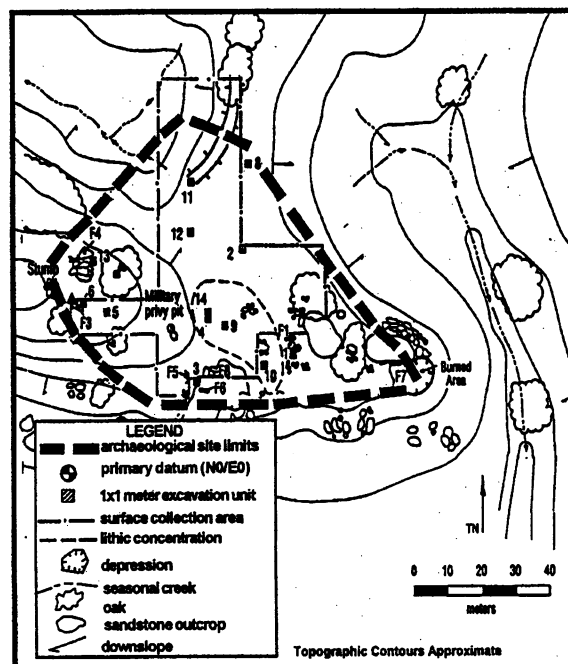 8
11
12
2
F4
3
Stump
6
5
Military
privy pit
14
9
F3
F1
F5
3
F6
10
F7
Burned
Area
LEGEND
archaeological site limits
primary datum (N0/E0)
1x1 meter excavation unit
surface collection area
lithic concentration
depression
seasonal creek
oak
sandstone outcrop
downslope
TN
0 10 20 30 40
meters
Topographic Contours Approximate